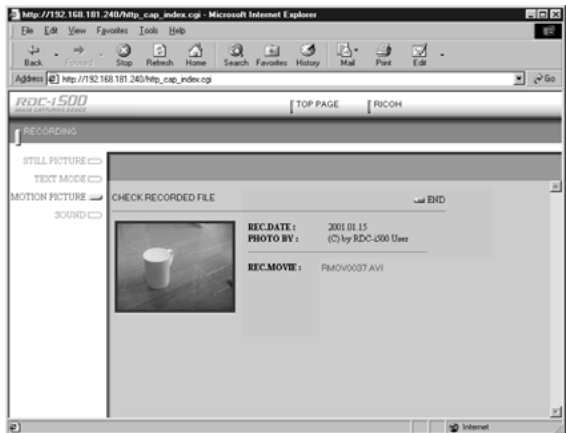 http://192.168.181.240/http_cap_index.cgi - Microsoft Internet Explorer
File Edit View Favorites Tools Help
Back Forward Stop Refresh Home Search Favorites History Mail Print Edit
Address http://192.168.181.240/http_cap_index.cgi Go
RDC-i500
IMAGE CAPTURING DEVICE
TOP PAGE RICOH
RECORDING
STILL PICTURE
TEXT MODE
MOTION PICTURE
SOUND
CHECK RECORDED FILE END
REC.DATE : 2001.01.15
PHOTO BY : (C) by RDC-i500 User
REC.MOVIE : RMOV0037.AVI
Internet